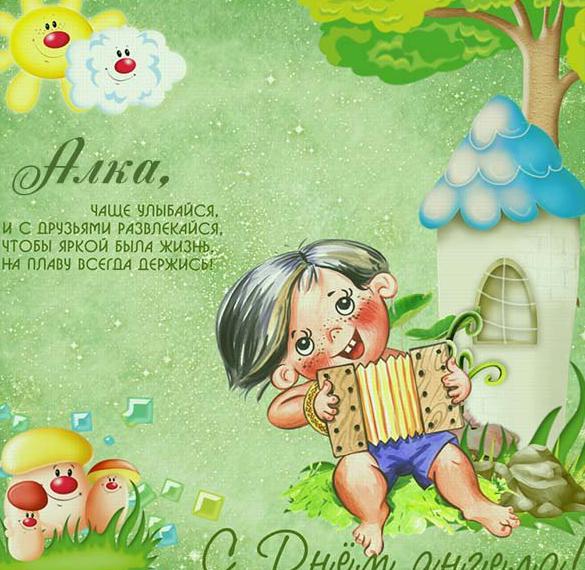 Алка,
ЧАЩЕ УЛЫБАЙСЯ,
И С ДРУЗЬЯМИ РАЗВЛЕКАЙСЯ,
ЧТОБЫ ЯРКОЙ БЫЛА ЖИЗНЬ,
НА ПЛАВУ ВСЕГДА ДЕРЖИСЬ!
С Днём ангела!